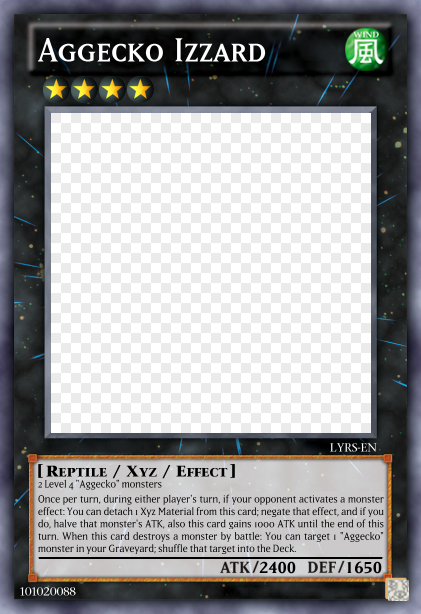 Aggecko Izzard
WIND
風
LYRS-EN
[ Reptile / Xyz / Effect ]
2 Level 4 "Aggecko" monsters
Once per turn, during either player's turn, if your opponent activates a monster
effect: You can detach 1 Xyz Material from this card; negate that effect, and if you
do, halve that monster's ATK, also this card gains 1000 ATK until the end of this
turn. When this card destroys a monster by battle: You can target 1 "Aggecko"
monster in your Graveyard; shuffle that target into the Deck.
ATK/2400 DEF/1650
101020088